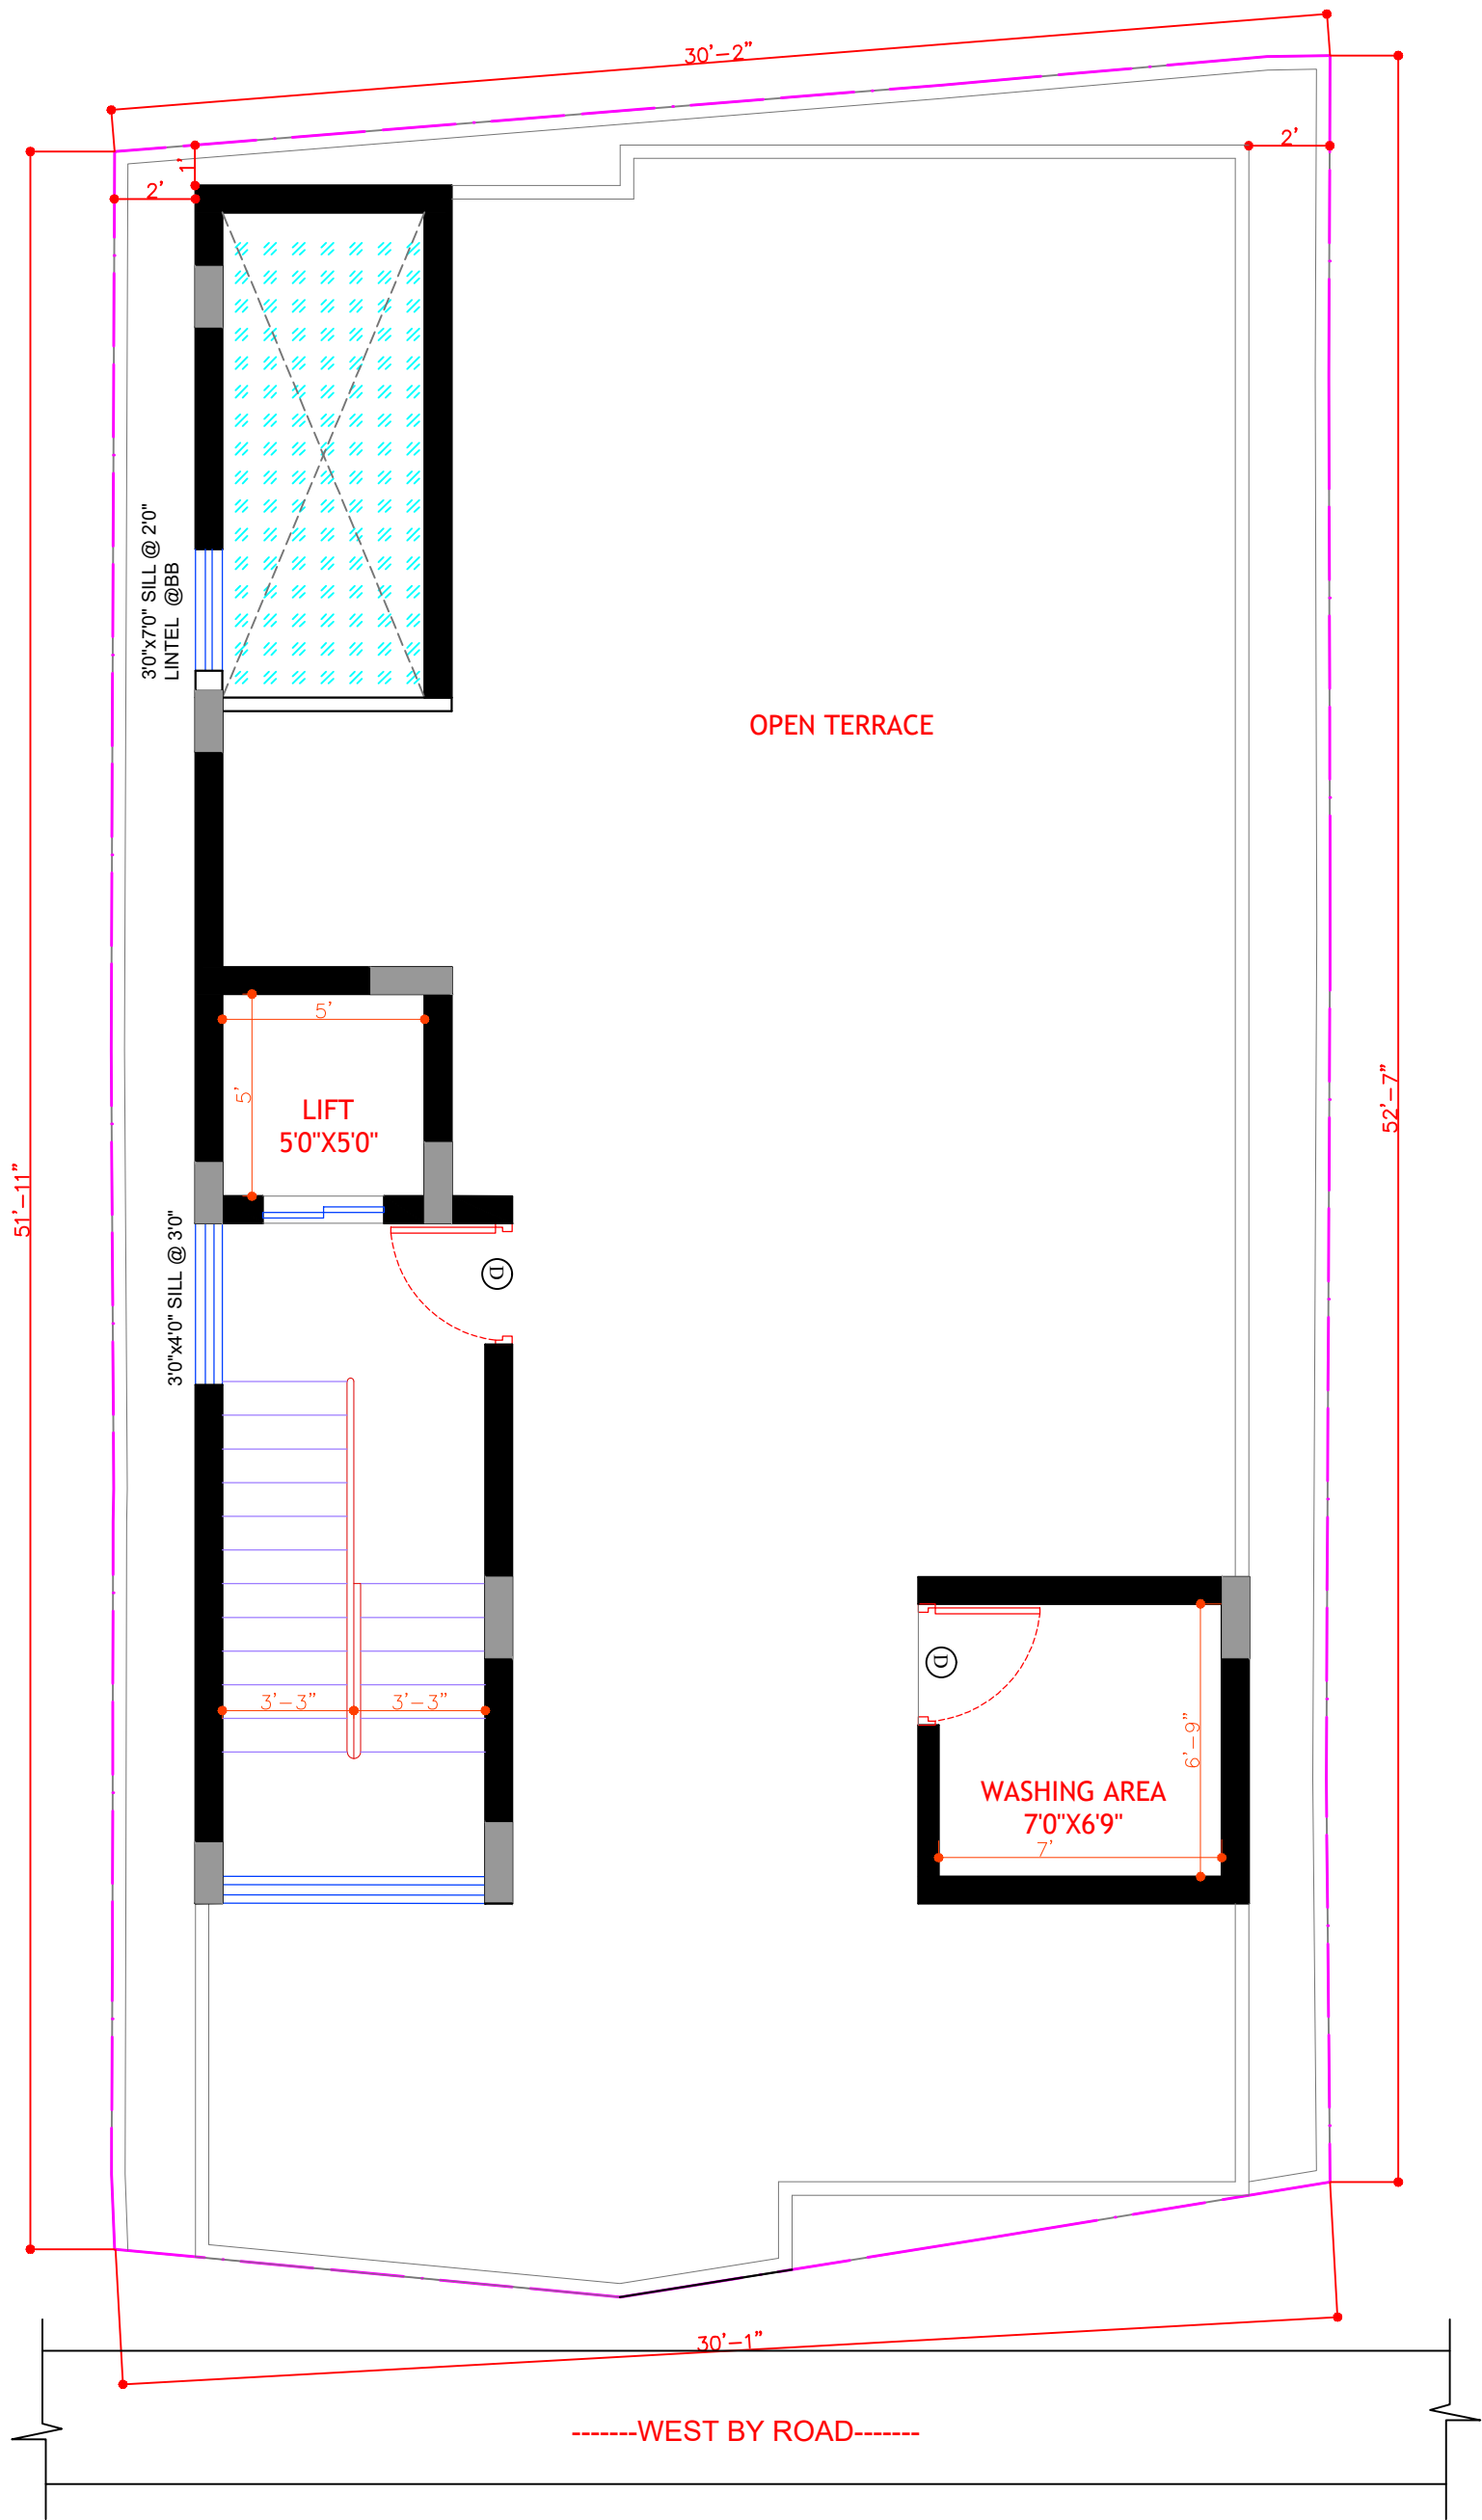 30'-2"
2'
1'
2'
3'0"x7'0" SILL @ 2'0"
LINTEL @BB
OPEN TERRACE
5'
5'
LIFT
5'0"X5'0"
52'-7"
51'-11"
3'0"x4'0" SILL @ 3'0"
D
D
3'-3"
3'-3"
6'-9"
WASHING AREA
7'0"X6'9"
7'
30'-1"
-------WEST BY ROAD-------